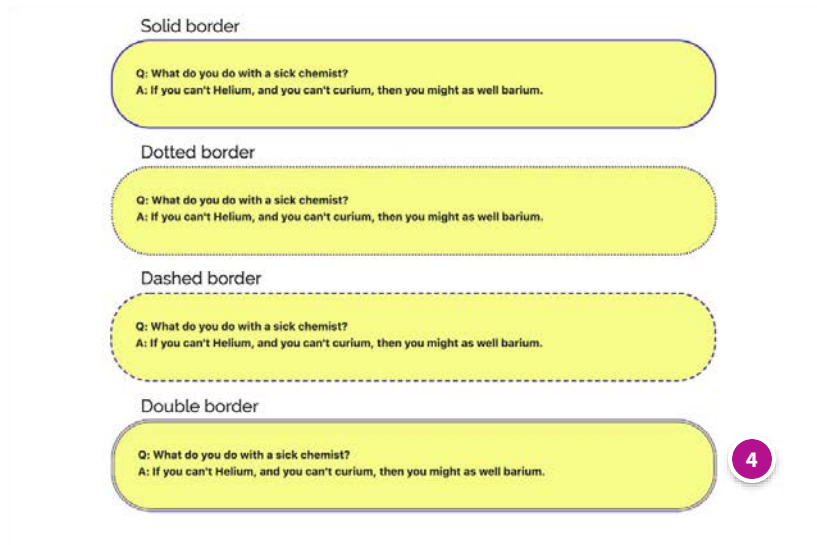 Solid border
Q: What do you do with a sick chemist?
A: If you can't Helium, and you can't curium, then you might as well barium.
Dotted border
Q: What do you do with a sick chemist?
A: If you can't Helium, and you can't curium, then you might as well barium.
Dashed border
Q: What do you do with a sick chemist?
A: If you can't Helium, and you can't curium, then you might as well barium.
Double border
Q: What do you do with a sick chemist?
A: If you can't Helium, and you can't curium, then you might as well barium.
4